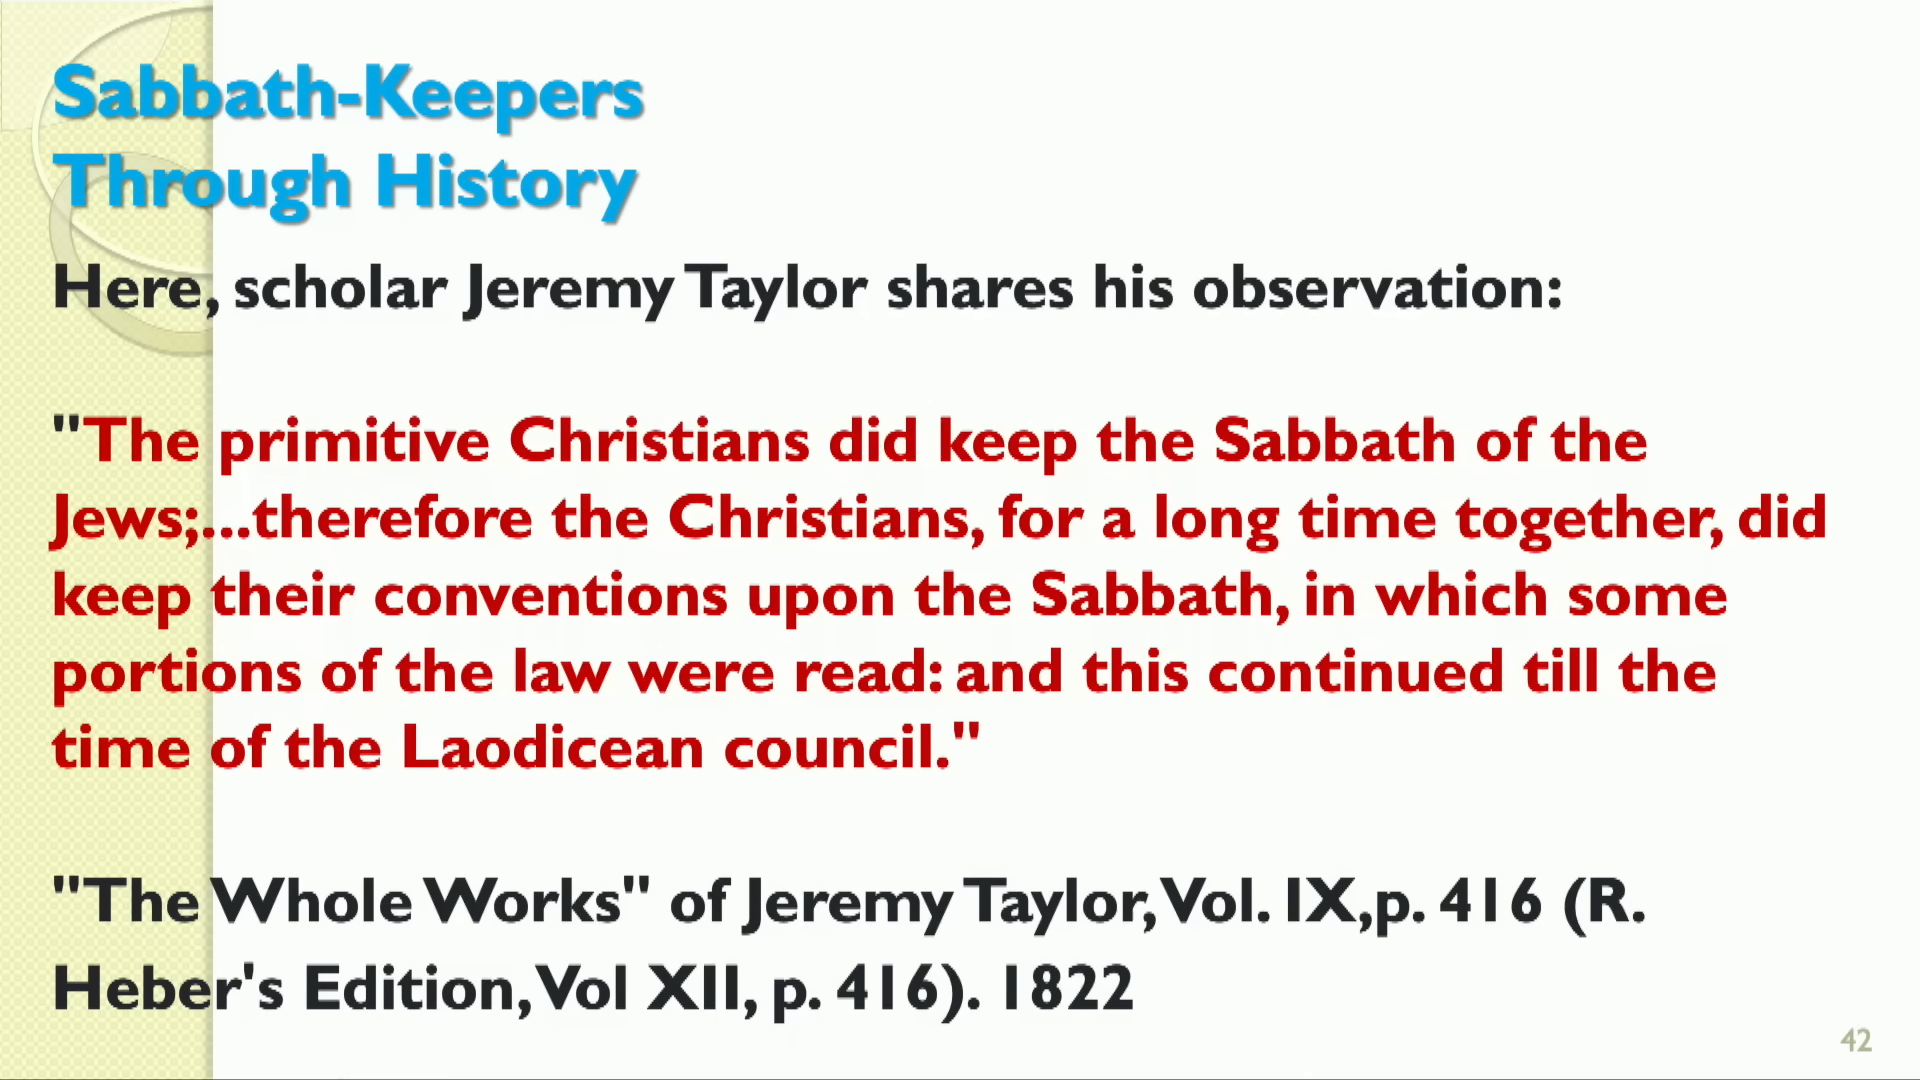 Sabbath-Keepers
Through History
Here, scholar Jeremy Taylor shares his observation:
"The primitive Christians did keep the Sabbath of the
Jews;...therefore the Christians, for a long time together, did
keep their conventions upon the Sabbath, in which some
portions of the law were read: and this continued till the
time of the Laodicean council."
"The Whole Works" of Jeremy Taylor, Vol. IX,p. 416 (R.
Heber's Edition, Vol XII, p. 416). 1822
42